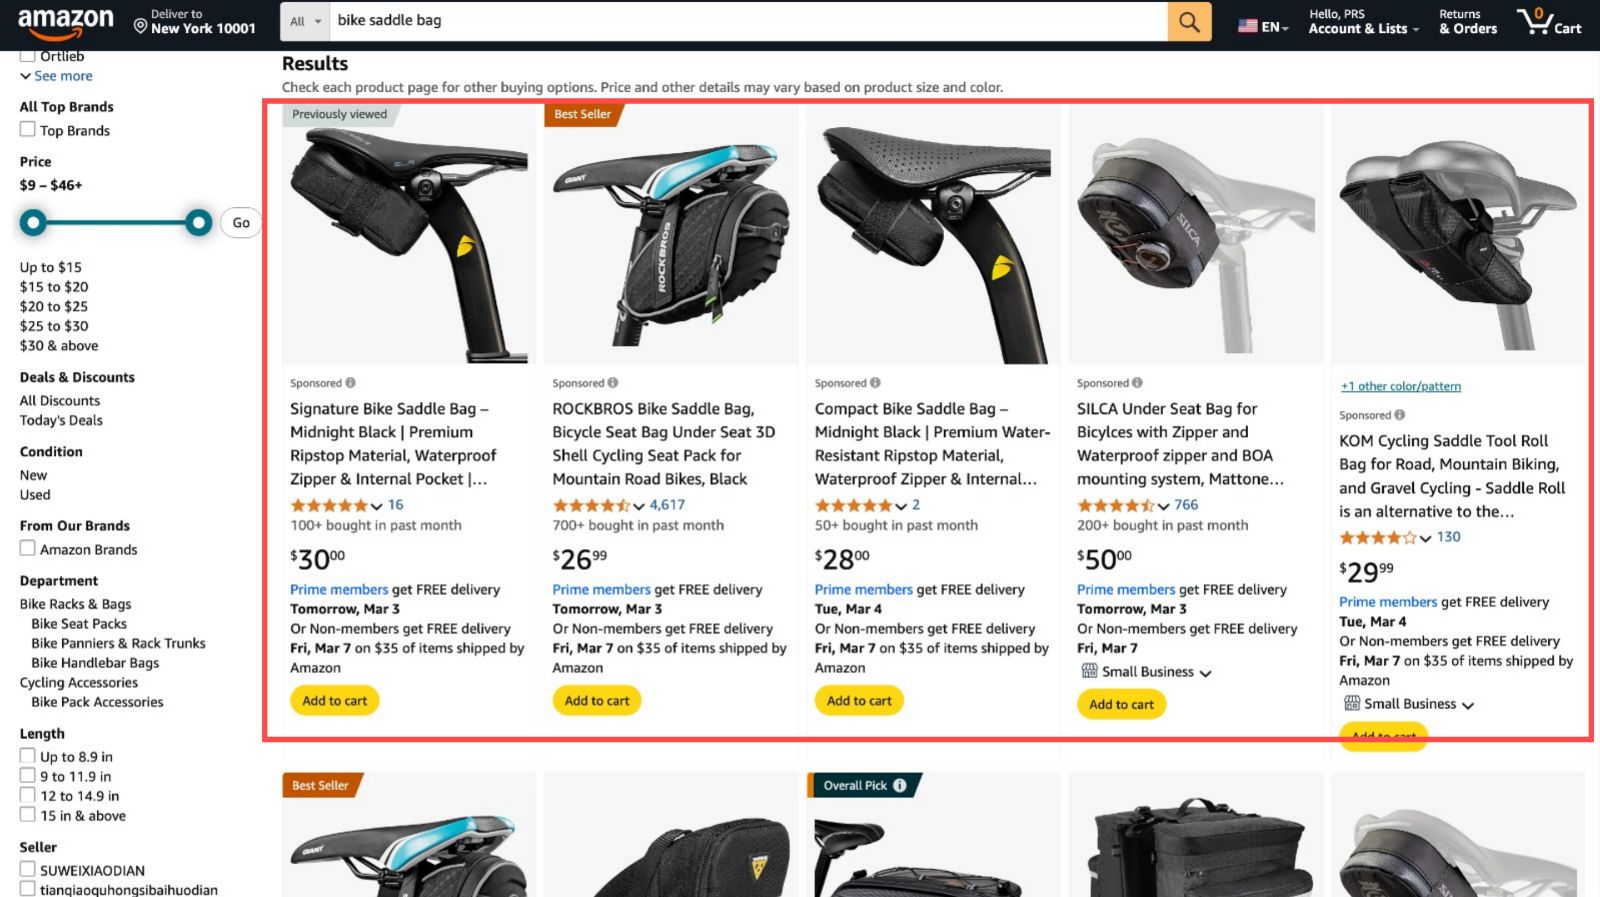 amazon
Deliver to
New York 10001
All
bike saddle bag
EN
Hello, PRS
Account & Lists
Returns
& Orders
0
Cart
Ortlieb
See more
All Top Brands
Top Brands
Price
$9 – $46+
Go
Up to $15
$15 to $20
$20 to $25
$25 to $30
$30 & above
Deals & Discounts
All Discounts
Today's Deals
Condition
New
Used
From Our Brands
Amazon Brands
Department
Bike Racks & Bags
Bike Seat Packs
Bike Panniers & Rack Trunks
Bike Handlebar Bags
Cycling Accessories
Bike Pack Accessories
Length
Up to 8.9 in
9 to 11.9 in
12 to 14.9 in
15 in & above
Seller
SUWEIXIAODIAN
tianqiaoquhongsibaihuodian
Results
Check each product page for other buying options. Price and other details may vary based on product size and color.
Previously viewed
Sponsored
Signature Bike Saddle Bag –
Midnight Black | Premium
Ripstop Material, Waterproof
Zipper & Internal Pocket |...
16
100+ bought in past month
$30 00
Prime members get FREE delivery
Tomorrow, Mar 3
Or Non-members get FREE delivery
Fri, Mar 7 on $35 of items shipped by
Amazon
Add to cart
Best Seller
GIANT
ROCKBROS
Sponsored
ROCKBROS Bike Saddle Bag,
Bicycle Seat Bag Under Seat 3D
Shell Cycling Seat Pack for
Mountain Road Bikes, Black
4,617
700+ bought in past month
$26 99
Prime members get FREE delivery
Tomorrow, Mar 3
Or Non-members get FREE delivery
Fri, Mar 7 on $35 of items shipped by
Amazon
Add to cart
Sponsored
Compact Bike Saddle Bag –
Midnight Black | Premium Water-
Resistant Ripstop Material,
Waterproof Zipper & Internal...
2
50+ bought in past month
$28 00
Prime members get FREE delivery
Tue, Mar 4
Or Non-members get FREE delivery
Fri, Mar 7 on $35 of items shipped by
Amazon
Add to cart
SILCA
Sponsored
SILCA Under Seat Bag for
Bicylces with Zipper and
Waterproof zipper and BOA
mounting system, Mattone...
766
200+ bought in past month
$50 00
Prime members get FREE delivery
Tomorrow, Mar 3
Or Non-members get FREE delivery
Fri, Mar 7
Small Business
Add to cart
+1 other color/pattern
Sponsored
KOM Cycling Saddle Tool Roll
Bag for Road, Mountain Biking,
and Gravel Cycling - Saddle Roll
is an alternative to the...
130
$29 99
Prime members get FREE delivery
Tue, Mar 4
Or Non-members get FREE delivery
Fri, Mar 7 on $35 of items shipped by
Amazon
Small Business
Add to cart
Best Seller
GIANT
Overall Pick
SILCA